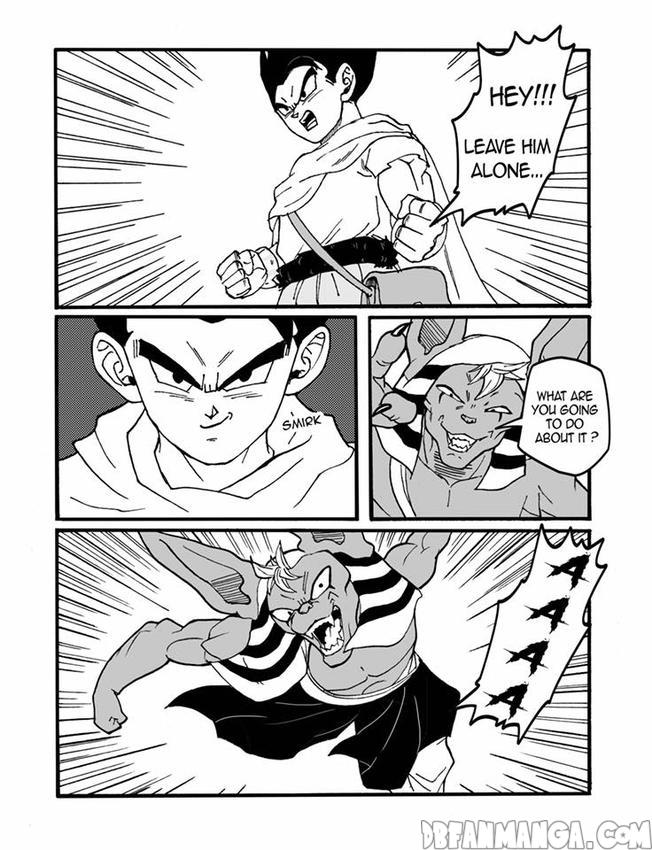 HEY!!!
LEAVE HIM
ALONE...
SMIRK
WHAT ARE
YOU GOING
TO DO
ABOUT IT ?
A
A
A
A
DBFANMANGA.COM